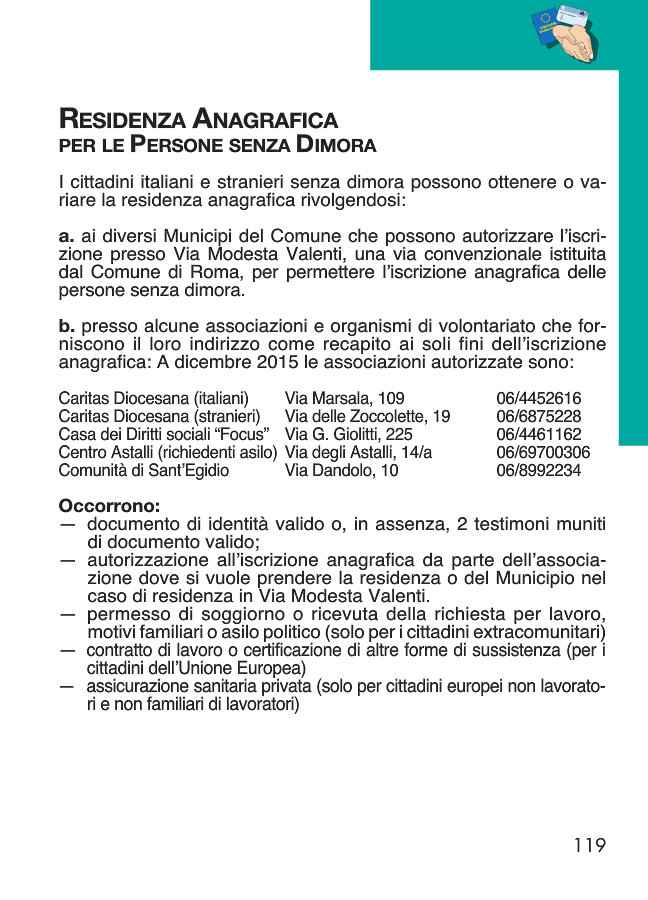 RESIDENZA ANAGRAFICA
PER LE PERSONE SENZA DIMORA
I cittadini italiani e stranieri senza dimora possono ottenere o va-
riare la residenza anagrafica rivolgendosi:
a. ai diversi Municipi del Comune che possono autorizzare l’iscri-
zione presso Via Modesta Valenti, una via convenzionale istituita
dal Comune di Roma, per permettere l’iscrizione anagrafica delle
persone senza dimora.
b. presso alcune associazioni e organismi di volontariato che for-
niscono il loro indirizzo come recapito ai soli fini dell’iscrizione
anagrafica: A dicembre 2015 le associazioni autorizzate sono:
Caritas Diocesana (italiani) Via Marsala, 109 06/4452616
Caritas Diocesana (stranieri) Via delle Zoccolette, 19 06/6875228
Casa dei Diritti sociali “Focus” Via G. Giolitti, 225 06/4461162
Centro Astalli (richiedenti asilo) Via degli Astalli, 14/a 06/69700306
Comunità di Sant’Egidio Via Dandolo, 10 06/8992234
Occorrono:
— documento di identità valido o, in assenza, 2 testimoni muniti
di documento valido;
— autorizzazione all’iscrizione anagrafica da parte dell’associa-
zione dove si vuole prendere la residenza o del Municipio nel
caso di residenza in Via Modesta Valenti.
— permesso di soggiorno o ricevuta della richiesta per lavoro,
motivi familiari o asilo politico (solo per i cittadini extracomunitari)
— contratto di lavoro o certificazione di altre forme di sussistenza (per i
cittadini dell’Unione Europea)
— assicurazione sanitaria privata (solo per cittadini europei non lavorato-
ri e non familiari di lavoratori)
119